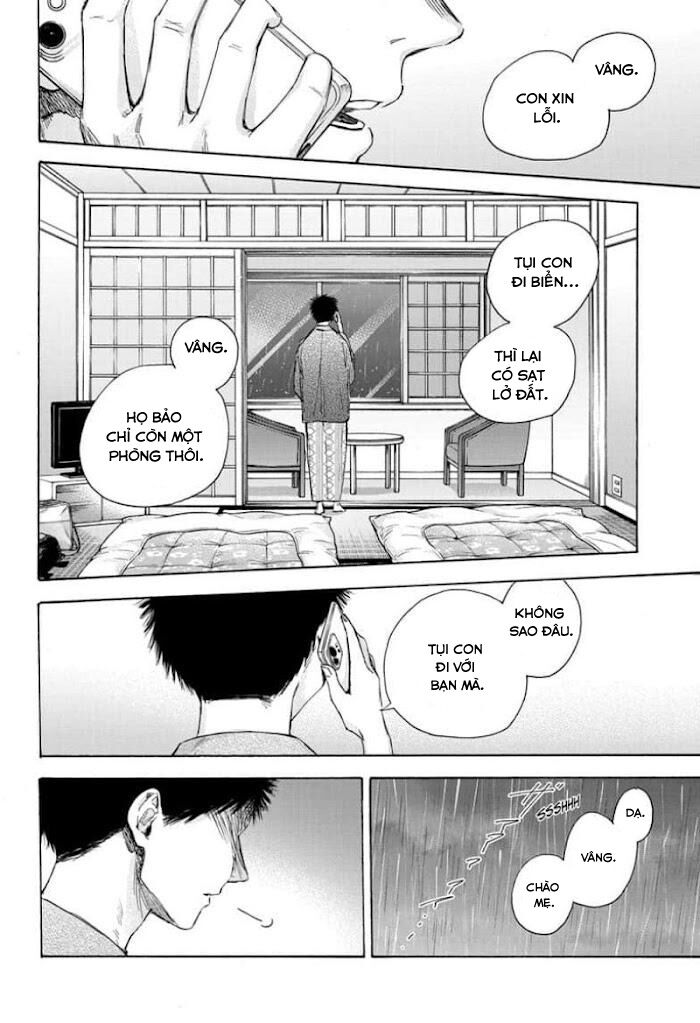 VÂNG.
CON XIN
LỖI.
TỤI CON
ĐI BIỂN...
THÌ LẠI
CÓ SẠT
LỞ ĐẤT.
VÂNG.
HỌ BẢO
CHỈ CÒN MỘT
PHÒNG THÔI.
KHÔNG
SAO ĐÂU.
TỤI CON
ĐI VỚI
BẠN MÀ.
SSSHHH
DẠ.
VÂNG.
CHÀO
MẸ.